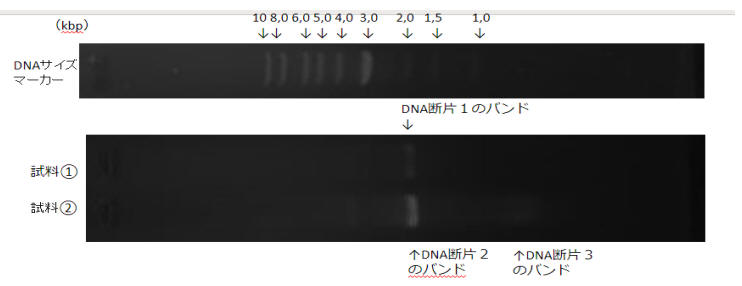 （kbp）
10 8,0 6,0 5,0 4,0 3,0 2,0 1,5 1,0
↓ ↓ ↓ ↓ ↓ ↓ ↓ ↓ ↓
DNAサイズ
マーカー
DNA断片１のバンド
↓
試料①
試料②
↑DNA断片２
のバンド
↑DNA断片３
のバンド